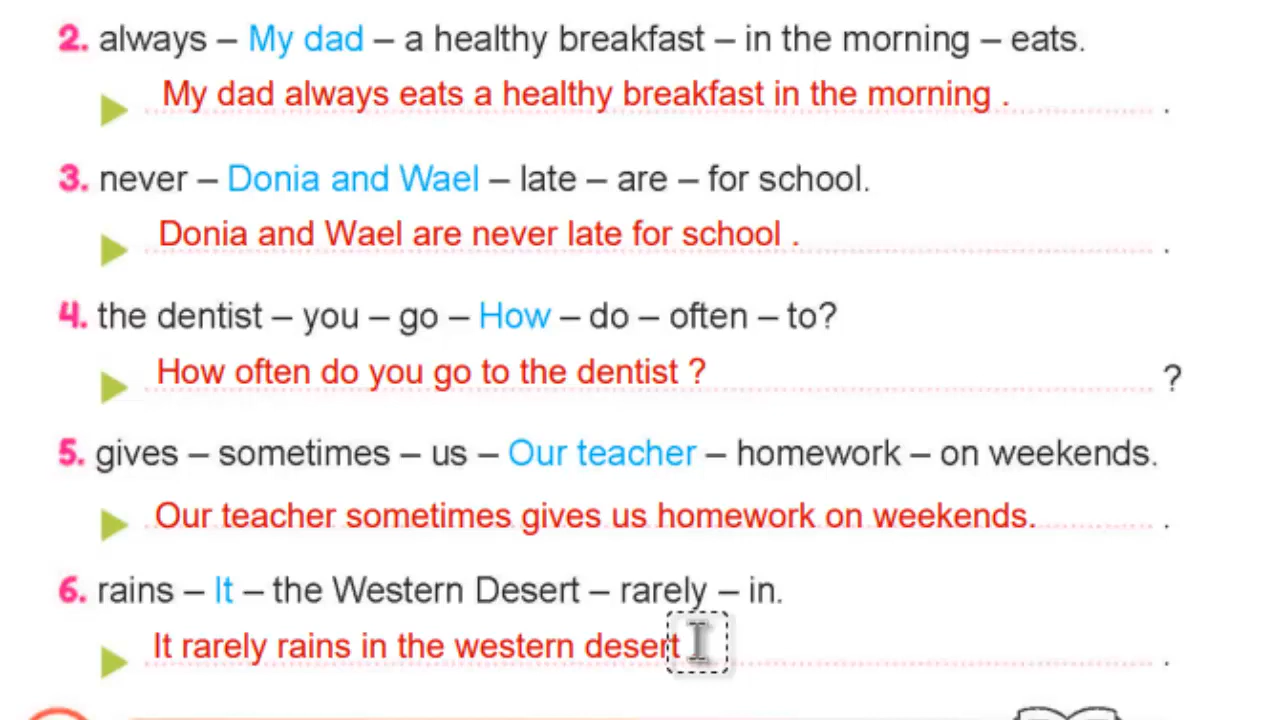 2. always – My dad – a healthy breakfast – in the morning – eats.
My dad always eats a healthy breakfast in the morning . .
3. never – Donia and Wael – late – are – for school.
Donia and Wael are never late for school . .
4. the dentist – you – go – How – do – often – to?
How often do you go to the dentist ? ?
5. gives – sometimes – us – Our teacher – homework – on weekends.
Our teacher sometimes gives us homework on weekends. .
6. rains – It – the Western Desert – rarely – in.
It rarely rains in the western desert .